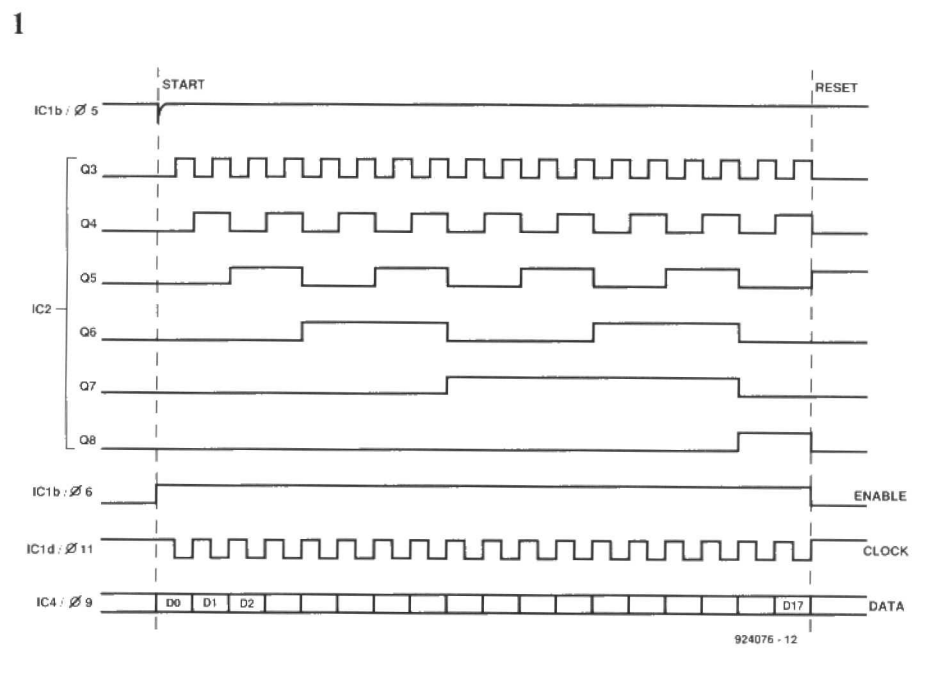 1
START
RESET
IC1b / Ø 5
Q3
Q4
Q5
IC2
Q6
Q7
Q8
IC1b / Ø 6
ENABLE
IC1d / Ø 11
CLOCK
IC4 / Ø 9
D0 D1 D2 D17
DATA
924076 - 12